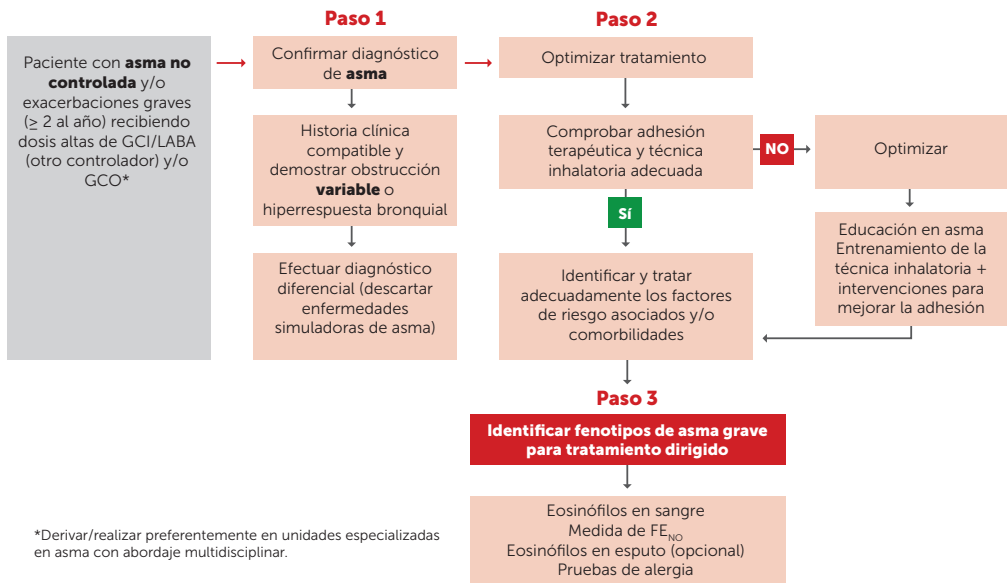 Paso 1
Paso 2
Paciente con asma no
controlada y/o
exacerbaciones graves
(≥ 2 al año) recibiendo
dosis altas de GCI/LABA
(otro controlador) y/o
GCO*
Confirmar diagnóstico
de asma
Historia clínica
compatible y
demostrar obstrucción
variable o
hiperrespuesta bronquial
Efectuar diagnóstico
diferencial (descartar
enfermedades
simuladoras de asma)
Optimizar tratamiento
Comprobar adhesión
terapéutica y técnica
inhalatoria adecuada
NO
Optimizar
Sí
Educación en asma
Entrenamiento de la
técnica inhalatoria +
intervenciones para
mejorar la adhesión
Identificar y tratar
adecuadamente los factores
de riesgo asociados y/o
comorbilidades
Paso 3
Identificar fenotipos de asma grave
para tratamiento dirigido
Eosinófilos en sangre
Medida de FENO
Eosinófilos en esputo (opcional)
Pruebas de alergia
*Derivar/realizar preferentemente en unidades especializadas
en asma con abordaje multidisciplinar.